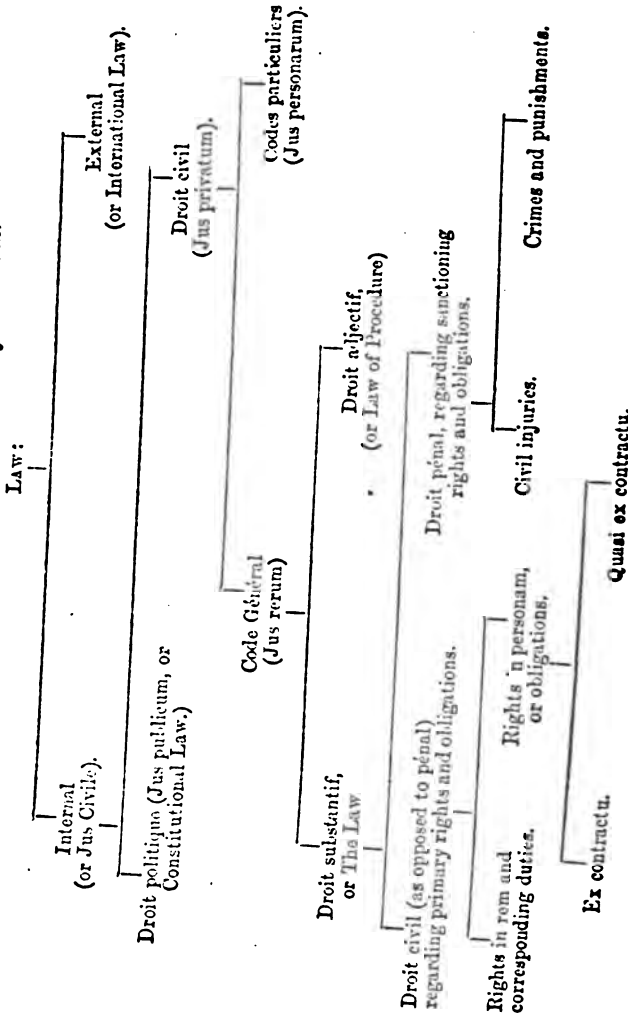 LAW:
Internal
(or Jus Civile).
External
(or International Law).
Droit politique (Jus publicum, or
Constitutional Law.)
Droit civil
(Jus privatum).
Code Général
(Jus rerum)
Codes particuliers
(Jus personarum).
Droit substantif,
or The Law
Droit adjectif,
(or Law of Procedure)
Droit civil (as opposed to pénal)
regarding primary rights and obligations.
Droit pénal, regarding sanctioning
rights and obligations.
Rights in rem and
corresponding duties.
Rights in personam,
or obligations.
Civil injuries.
Crimes and punishments.
Ex contractu.
Quasi ex contractu.